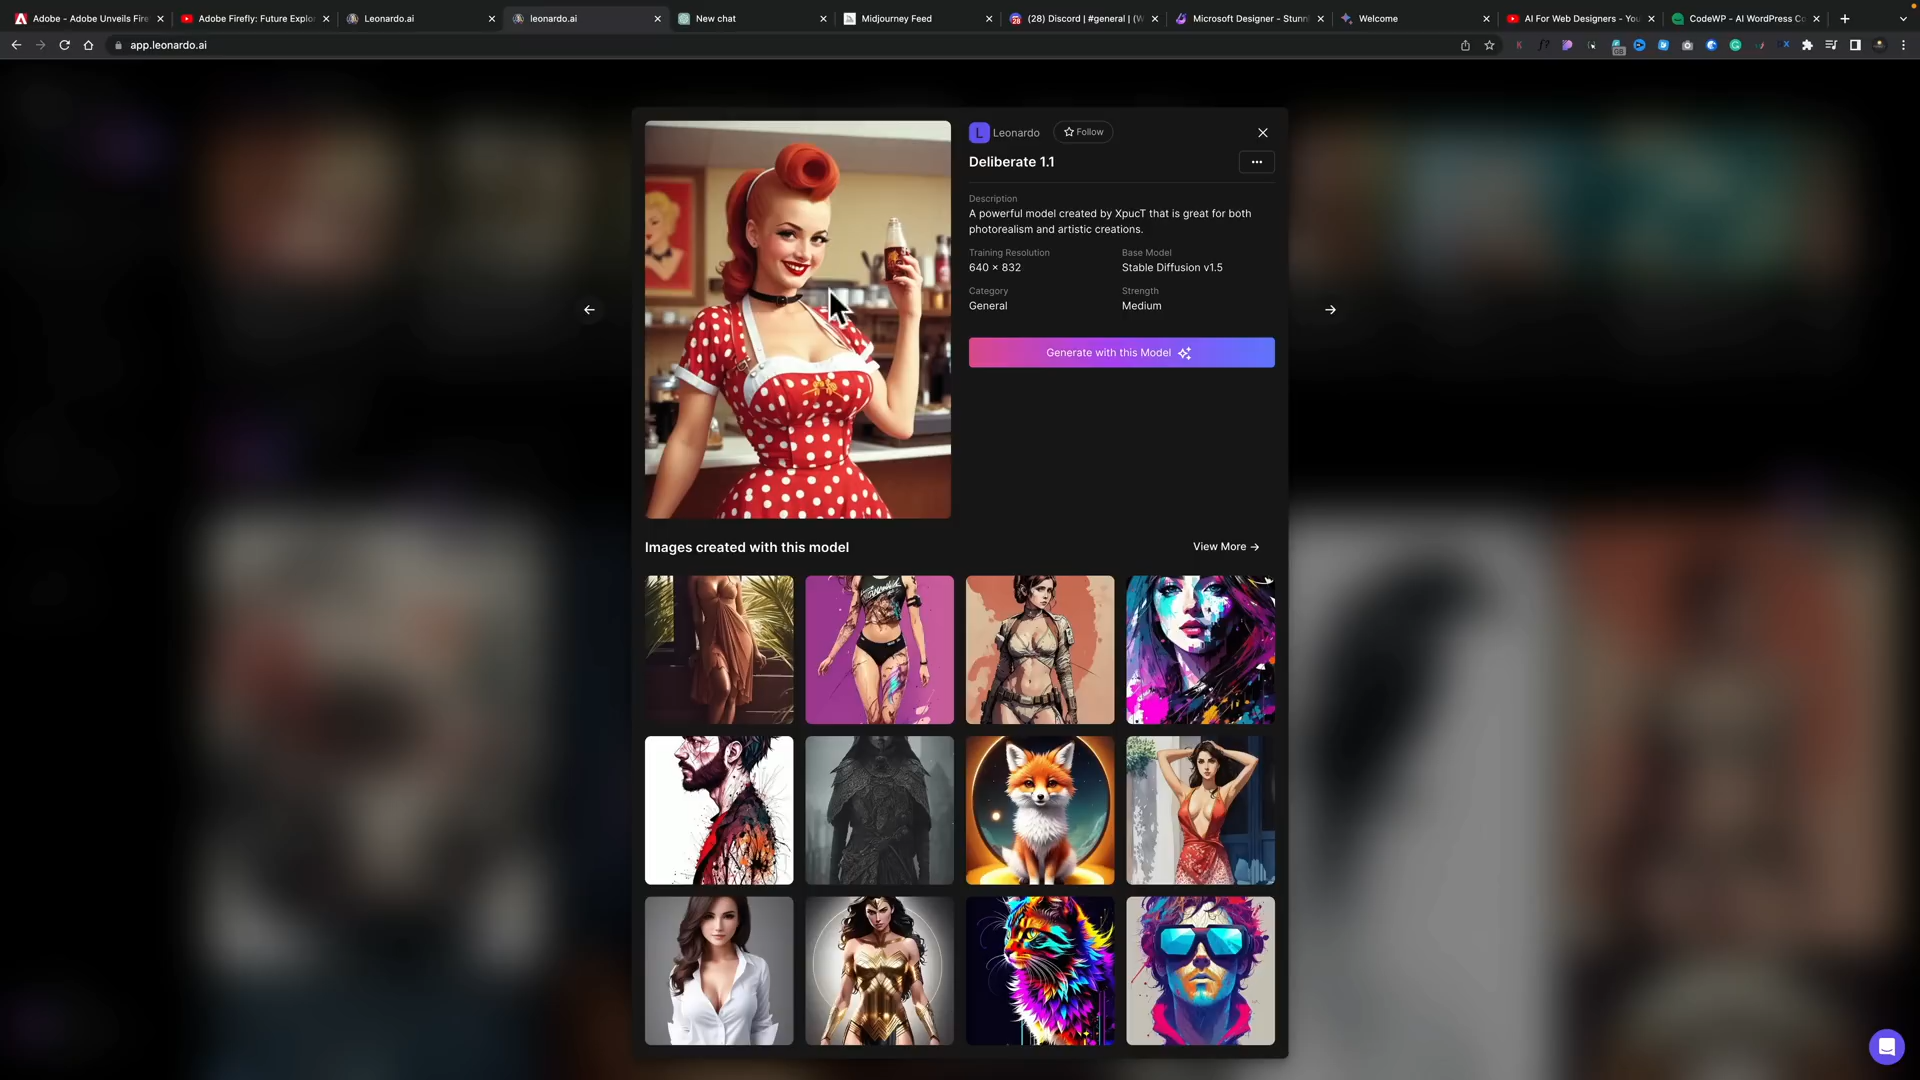 Adobe - Adobe Unveils Fire
Adobe Firefly: Future Explo
Leonardo.ai
leonardo.ai
New chat
Midjourney Feed
(28) Discord | #general | (W
Microsoft Designer - Stunn
Welcome
AI For Web Designers - You
CodeWP - AI WordPress Co
app.leonardo.ai
L Leonardo
Follow
Deliberate 1.1
Description
A powerful model created by XpucT that is great for both
photorealism and artistic creations.
Training Resolution
640 × 832
Base Model
Stable Diffusion v1.5
Category
General
Strength
Medium
Generate with this Model
Images created with this model
View More →